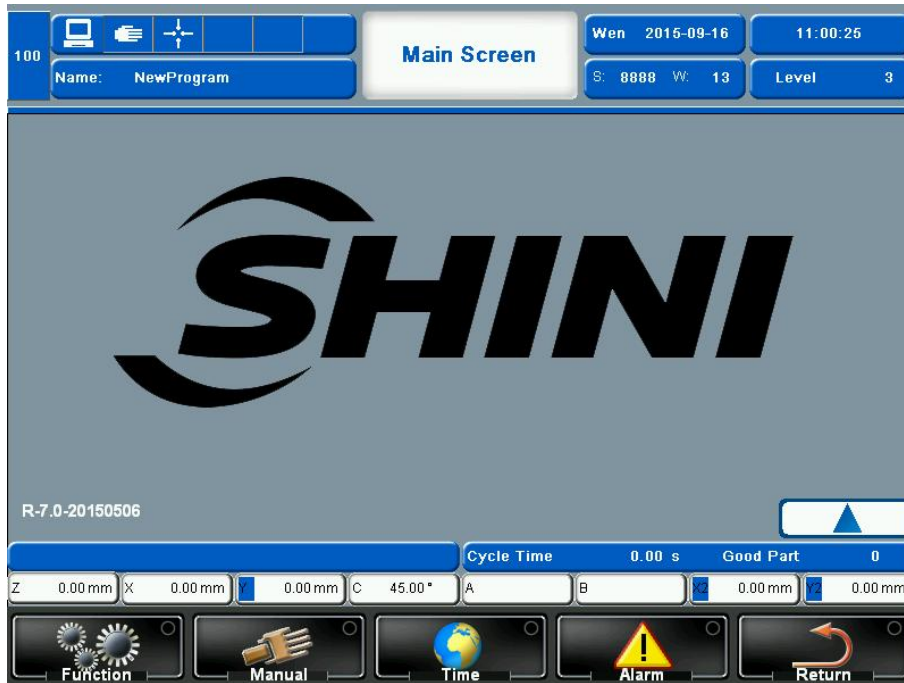 100
Main Screen
Wen 2015-09-16
11:00:25
Name: NewProgram
S: 8888 W: 13
Level 3
SHINI
R-7.0-20150506
Cycle Time 0.00 s Good Part 0
Z 0.00 mm X 0.00 mm Y 0.00 mm C 45.00 ° A B X2 0.00 mm Y2 0.00 mm
Function Manual Time Alarm Return